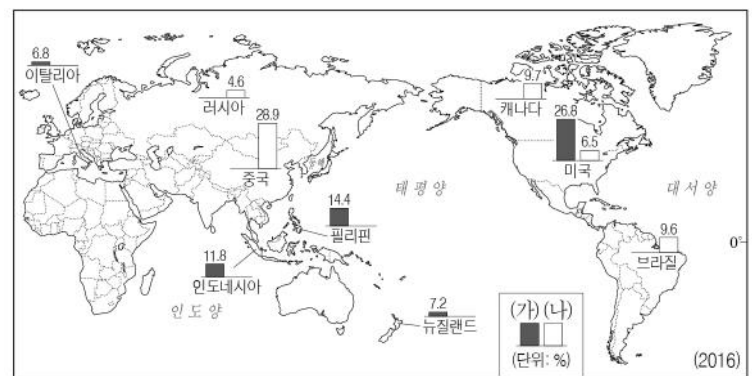 6.8
이탈리아
4.6
러시아
28.9
중국
9.7
캐나다
26.8
6.5
미국
태평양
대서양
14.4
필리핀
11.8
인도네시아
0°
9.6
브라질
인도양
7.2
뉴질랜드
(가) (나)
(단위: %)
(2016)